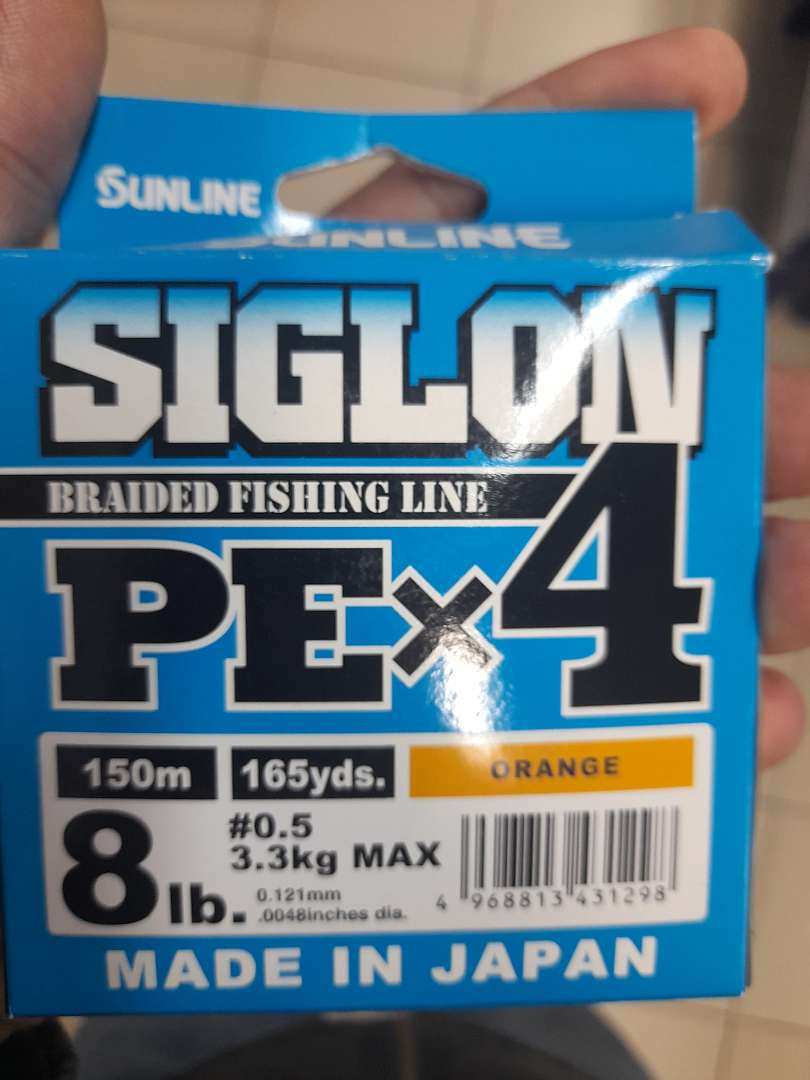 SUNLINE
SUNLINE
SIGLON
BRAIDED FISHING LINE
PE×4
150m 165yds. ORANGE
8lb.
#0.5
3.3kg MAX
0.121mm
.0048inches dia.
4 968813 431298
MADE IN JAPAN